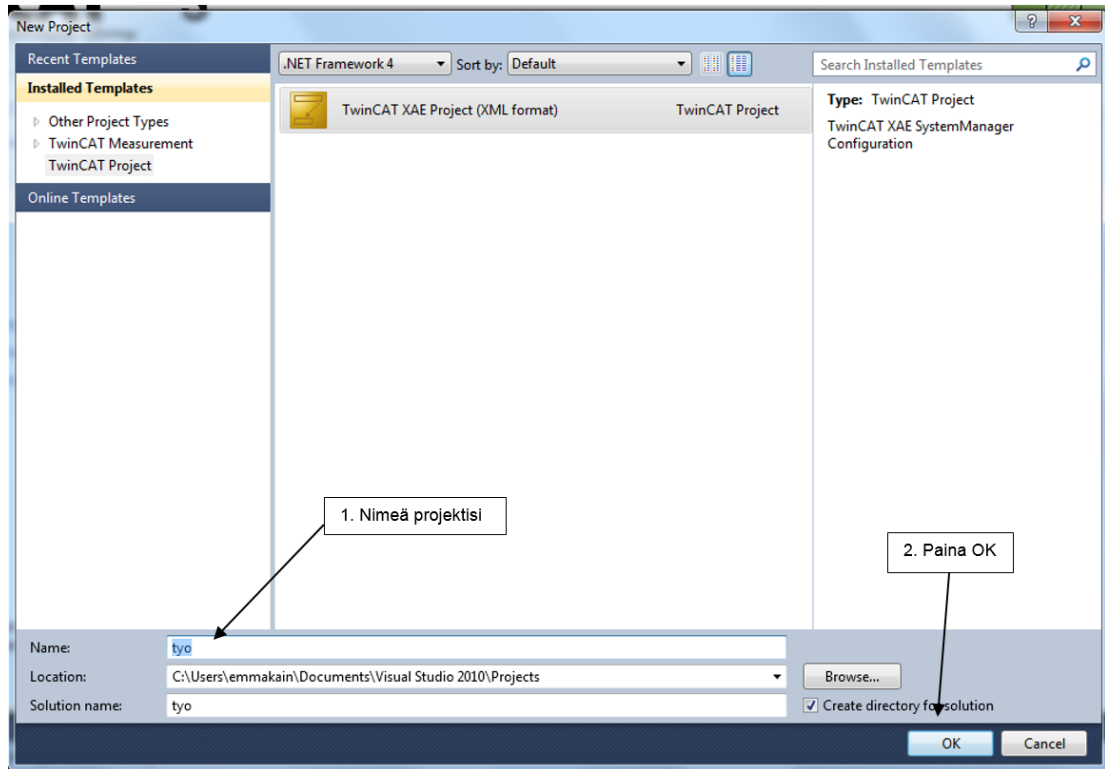 New Project
Recent Templates
Installed Templates
Other Project Types
TwinCAT Measurement
TwinCAT Project
Online Templates
.NET Framework 4
Sort by: Default
TwinCAT XAE Project (XML format) TwinCAT Project
Search Installed Templates
Type: TwinCAT Project
TwinCAT XAE SystemManager
Configuration
1. Nimeä projektisi
2. Paina OK
Name: tyo
Location: C:\Users\emmakain\Documents\Visual Studio 2010\Projects
Browse...
Solution name: tyo
Create directory for solution
OK
Cancel